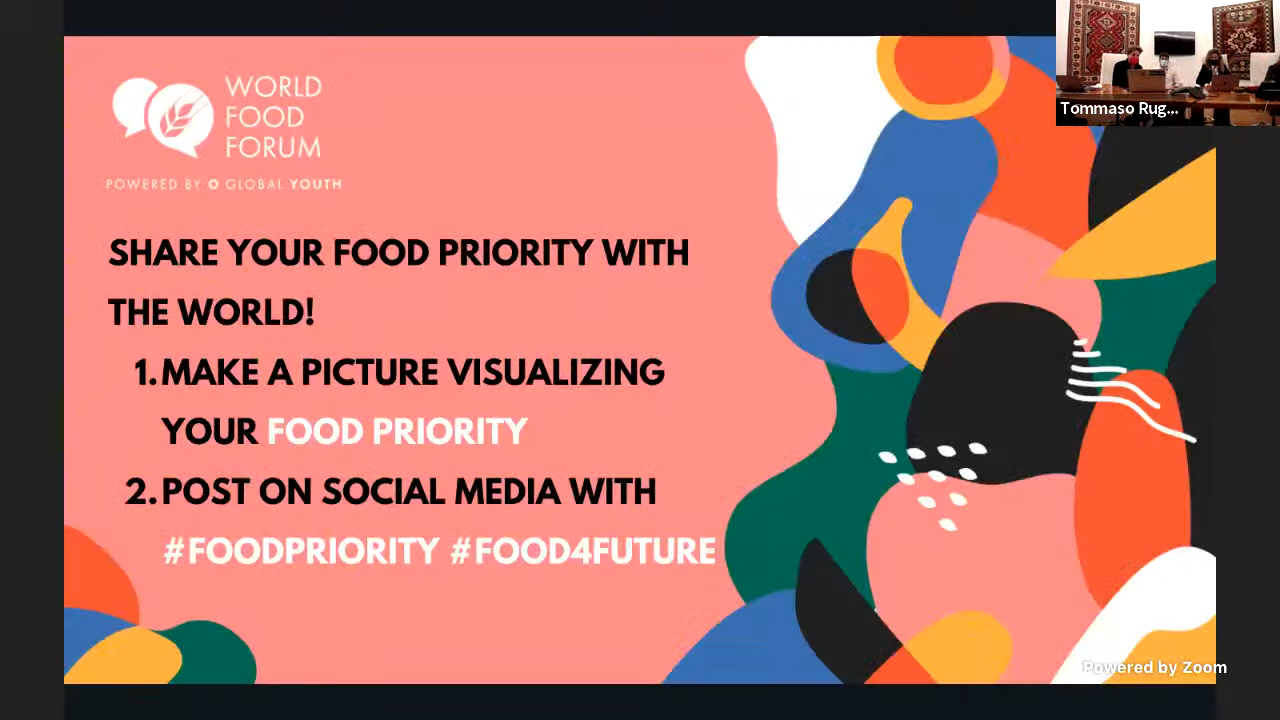 WORLD
FOOD
FORUM
POWERED BY GLOBAL YOUTH
SHARE YOUR FOOD PRIORITY WITH
THE WORLD!
1. MAKE A PICTURE VISUALIZING
YOUR FOOD PRIORITY
2. POST ON SOCIAL MEDIA WITH
#FOODPRIORITY #FOOD4FUTURE
Tommaso Rug...
Powered by Zoom